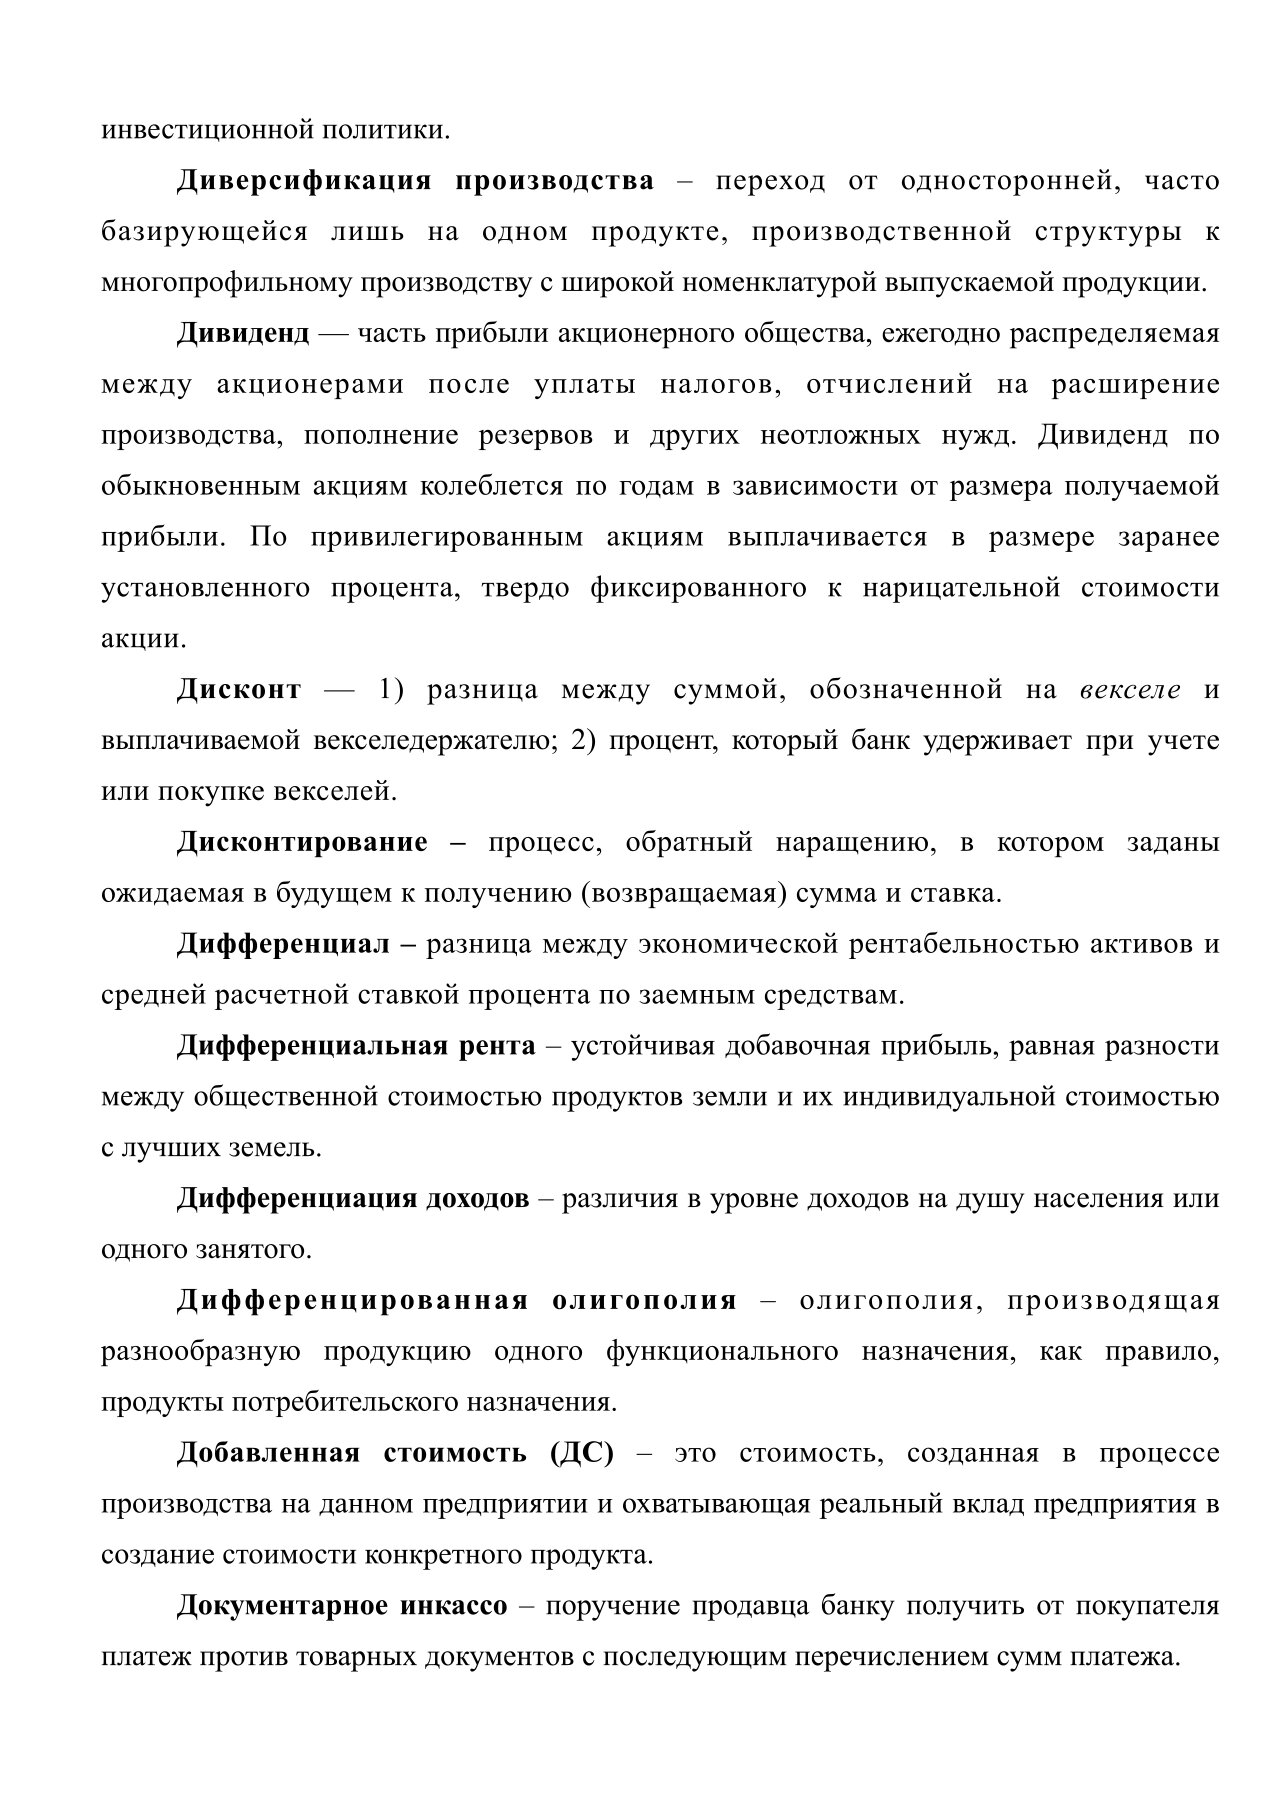 инвестиционной политики.
Диверсификация производства – переход от односторонней, часто
базирующейся лишь на одном продукте, производственной структуры к
многопрофильному производству с широкой номенклатурой выпускаемой продукции.
Дивиденд — часть прибыли акционерного общества, ежегодно распределяемая
между акционерами после уплаты налогов, отчислений на расширение
производства, пополнение резервов и других неотложных нужд. Дивиденд по
обыкновенным акциям колеблется по годам в зависимости от размера получаемой
прибыли. По привилегированным акциям выплачивается в размере заранее
установленного процента, твердо фиксированного к нарицательной стоимости
акции.
Дисконт — 1) разница между суммой, обозначенной на векселе и
выплачиваемой векселедержателю; 2) процент, который банк удерживает при учете
или покупке векселей.
Дисконтирование – процесс, обратный наращению, в котором заданы
ожидаемая в будущем к получению (возвращаемая) сумма и ставка.
Дифференциал – разница между экономической рентабельностью активов и
средней расчетной ставкой процента по заемным средствам.
Дифференциальная рента – устойчивая добавочная прибыль, равная разности
между общественной стоимостью продуктов земли и их индивидуальной стоимостью
с лучших земель.
Дифференциация доходов – различия в уровне доходов на душу населения или
одного занятого.
Дифференцированная олигополия – олигополия, производящая
разнообразную продукцию одного функционального назначения, как правило,
продукты потребительского назначения.
Добавленная стоимость (ДС) – это стоимость, созданная в процессе
производства на данном предприятии и охватывающая реальный вклад предприятия в
создание стоимости конкретного продукта.
Документарное инкассо – поручение продавца банку получить от покупателя
платеж против товарных документов с последующим перечислением сумм платежа.